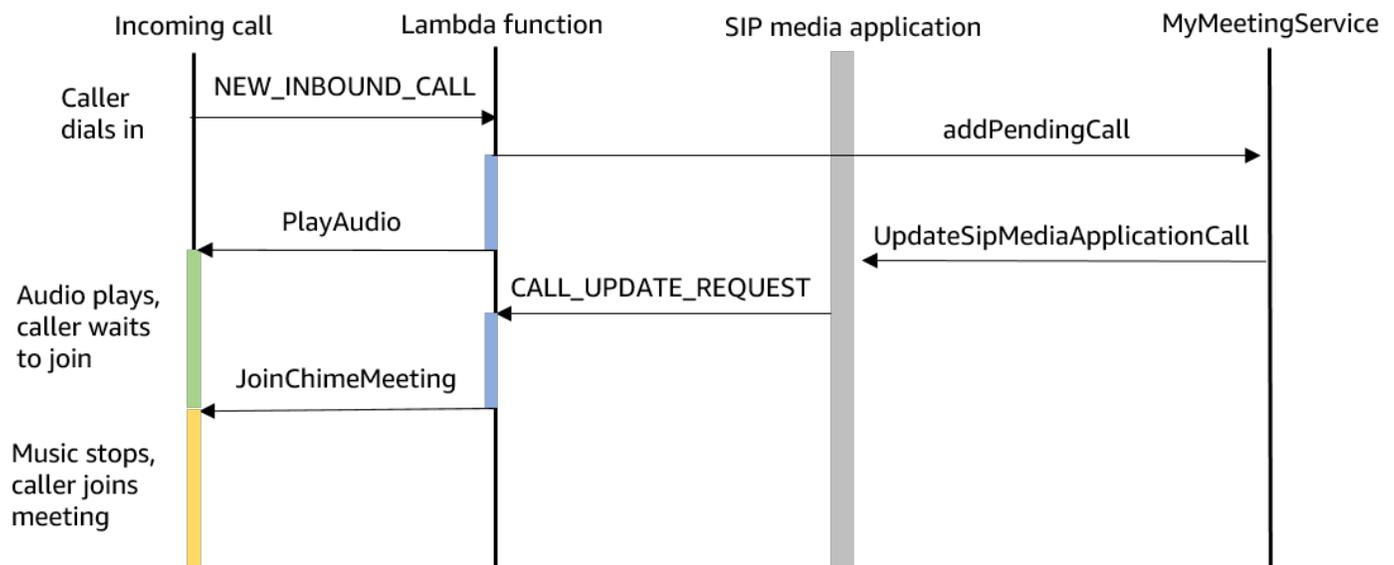 Incoming call
Lambda function
SIP media application
MyMeetingService
NEW_INBOUND_CALL
Caller
dials in
addPendingCall
PlayAudio
UpdateSipMediaApplicationCall
CALL_UPDATE_REQUEST
Audio plays,
caller waits
to join
JoinChimeMeeting
Music stops,
caller joins
meeting